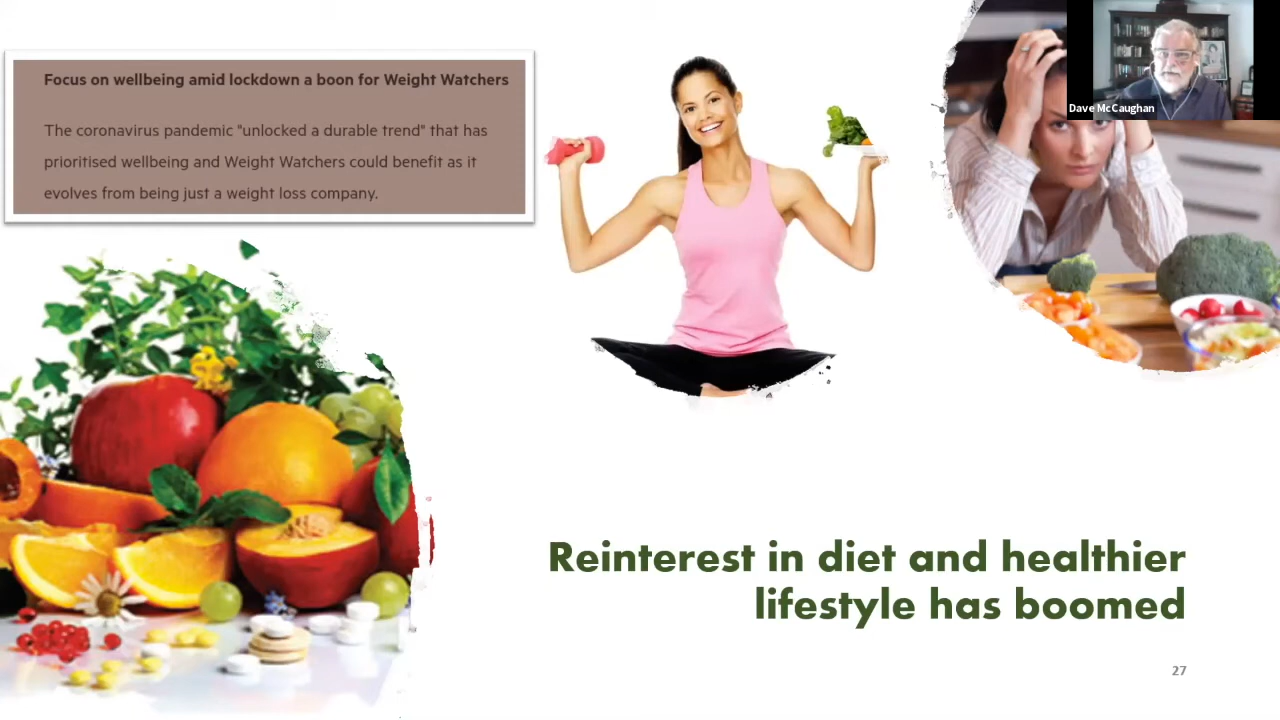 Focus on wellbeing amid lockdown a boon for Weight Watchers
The coronavirus pandemic "unlocked a durable trend" that has
prioritised wellbeing and Weight Watchers could benefit as it
evolves from being just a weight loss company.
Dave McCaughan
Reinterest in diet and healthier
lifestyle has boomed
27